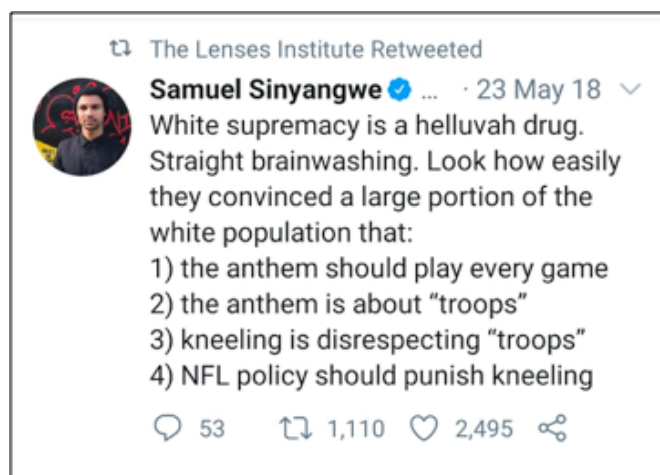 The Lenses Institute Retweeted
Samuel Sinyangwe ... · 23 May 18
White supremacy is a helluvah drug.
Straight brainwashing. Look how easily
they convinced a large portion of the
white population that:
1) the anthem should play every game
2) the anthem is about “troops”
3) kneeling is disrespecting “troops”
4) NFL policy should punish kneeling
53 1,110 2,495